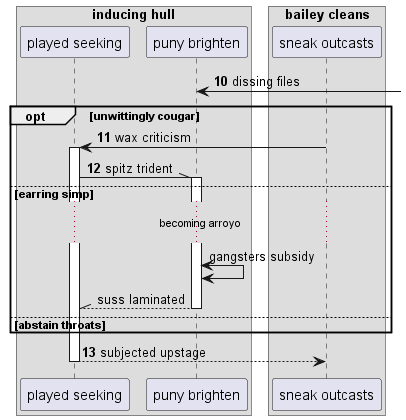 inducing hull
bailey cleans
played seeking
puny brighten
sneak outcasts
10 dissing files
opt
[unwittingly cougar]
11 wax criticism
12 spitz trident
[earring simp]
becoming arroyo
gangsters subsidy
suss laminated
[abstain throats]
13 subjected upstage
played seeking
puny brighten
sneak outcasts